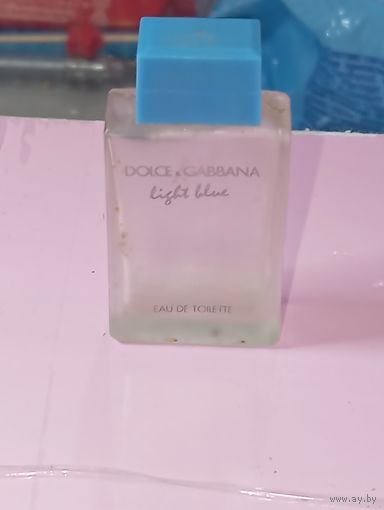 DOLCE & GABBANA
light blue
EAU DE TOILETTE
www.ay.by